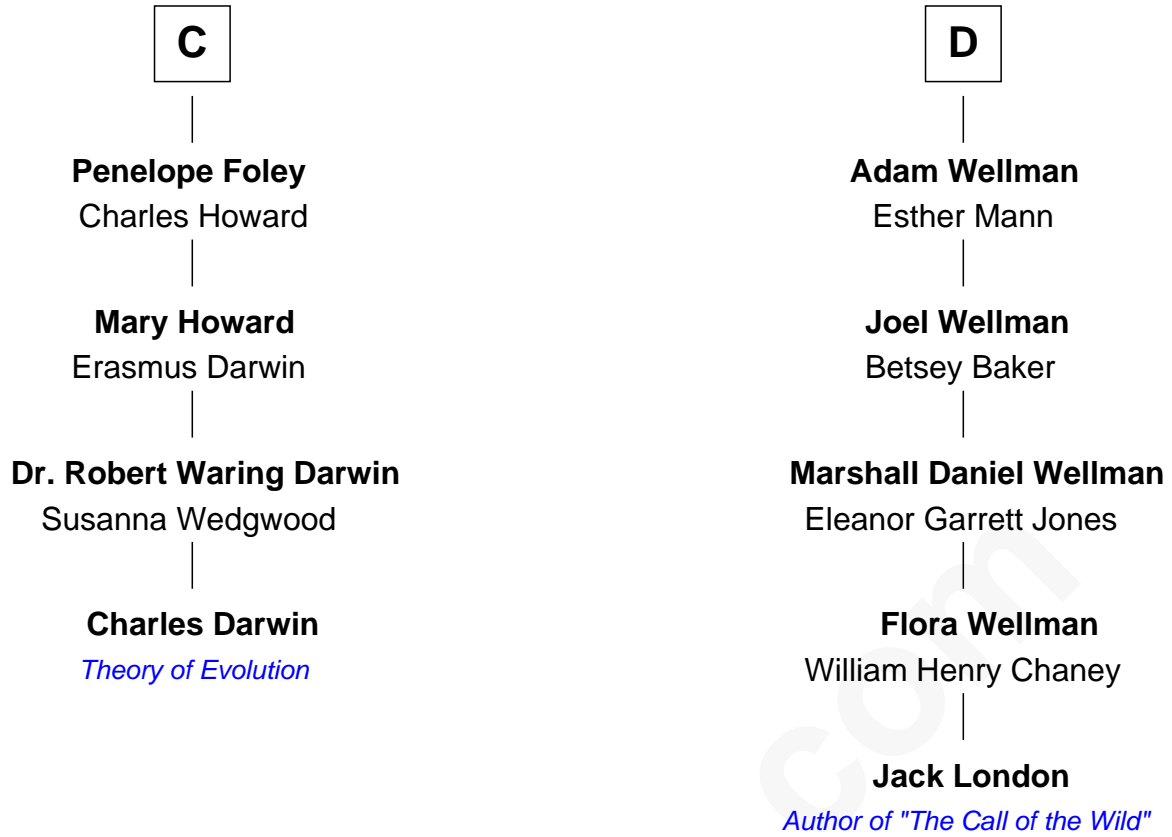 C
Penelope Foley
Charles Howard
Mary Howard
Erasmus Darwin
Dr. Robert Waring Darwin
Susanna Wedgwood
Charles Darwin
Theory of Evolution
D
Adam Wellman
Esther Mann
Joel Wellman
Betsey Baker
Marshall Daniel Wellman
Eleanor Garrett Jones
Flora Wellman
William Henry Chaney
Jack London
Author of "The Call of the Wild"
com